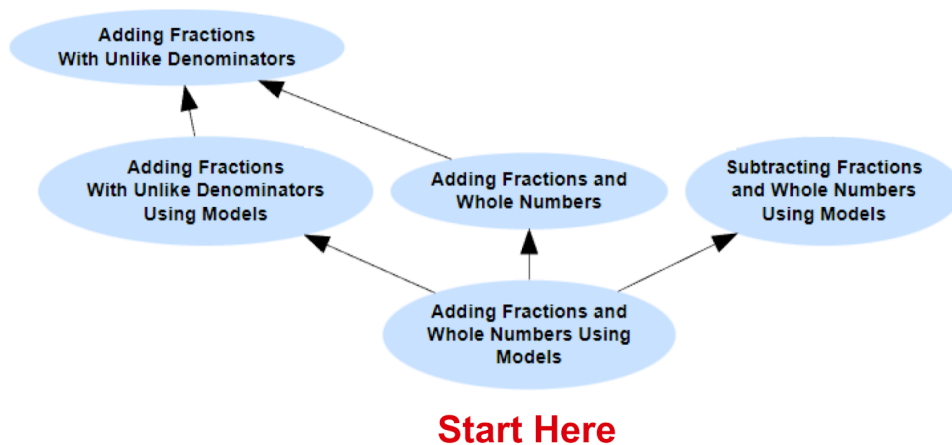 Adding Fractions
With Unlike Denominators
Adding Fractions
With Unlike Denominators
Using Models
Adding Fractions and
Whole Numbers
Subtracting Fractions
and Whole Numbers
Using Models
Adding Fractions and
Whole Numbers Using
Models
Start Here